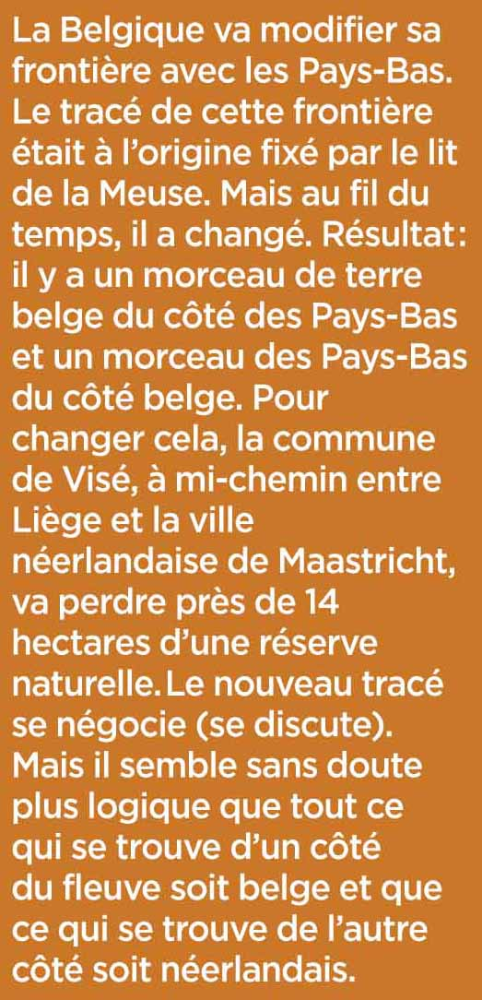 La Belgique va modifier sa
frontière avec les Pays-Bas.
Le tracé de cette frontière
était à l’origine fixé par le lit
de la Meuse. Mais au fil du
temps, il a changé. Résultat:
il y a un morceau de terre
belge du côté des Pays-Bas
et un morceau des Pays-Bas
du côté belge. Pour
changer cela, la commune
de Visé, à mi-chemin entre
Liège et la ville
néerlandaise de Maastricht,
va perdre près de 14
hectares d’une réserve
naturelle.Le nouveau tracé
se négocie (se discute).
Mais il semble sans doute
plus logique que tout ce
qui se trouve d’un côté
du fleuve soit belge et que
ce qui se trouve de l’autre
côté soit néerlandais.